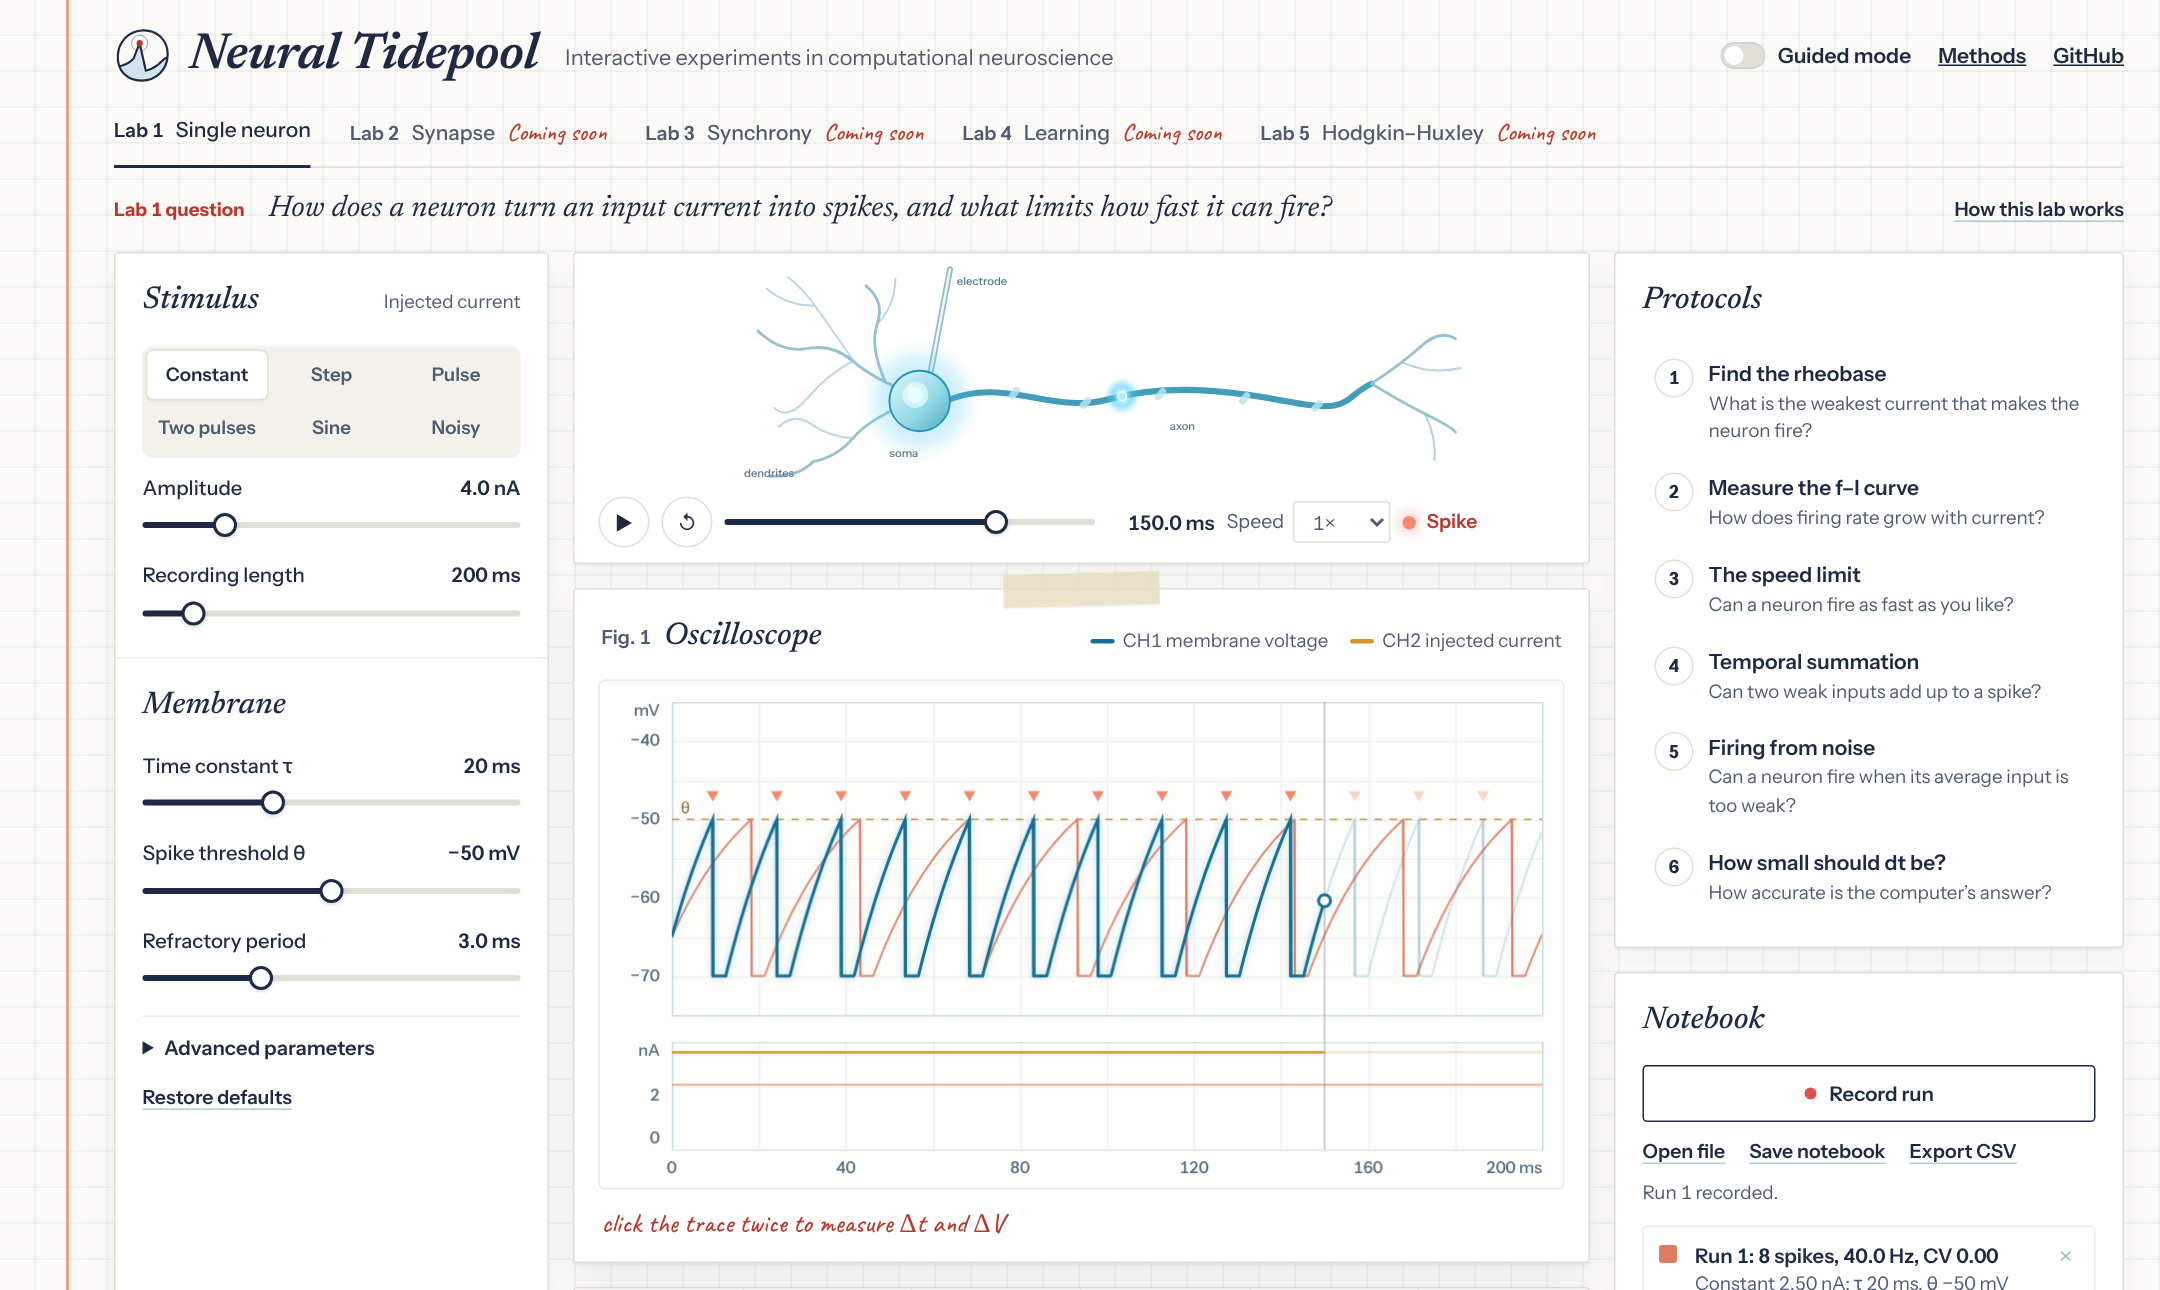 Neural Tidepool Interactive experiments in computational neuroscience Guided mode Methods GitHub
Lab 1 Single neuron Lab 2 Synapse Coming soon Lab 3 Synchrony Coming soon Lab 4 Learning Coming soon Lab 5 Hodgkin–Huxley Coming soon
Lab 1 question How does a neuron turn an input current into spikes, and what limits how fast it can fire? How this lab works
Stimulus Injected current
Constant Step Pulse
Two pulses Sine Noisy
Amplitude 4.0 nA
Recording length 200 ms
Membrane
Time constant τ 20 ms
Spike threshold θ −50 mV
Refractory period 3.0 ms
Advanced parameters
Restore defaults
electrode
axon
soma
dendrites
150.0 ms Speed 1× Spike
Fig. 1 Oscilloscope CH1 membrane voltage CH2 injected current
mV
−40
θ
−50
−60
−70
nA
2
0
0 40 80 120 160 200 ms
click the trace twice to measure Δt and ΔV
Protocols
1 Find the rheobase
What is the weakest current that makes the
neuron fire?
2 Measure the f–I curve
How does firing rate grow with current?
3 The speed limit
Can a neuron fire as fast as you like?
4 Temporal summation
Can two weak inputs add up to a spike?
5 Firing from noise
Can a neuron fire when its average input is
too weak?
6 How small should dt be?
How accurate is the computer’s answer?
Notebook
Record run
Open file Save notebook Export CSV
Run 1 recorded.
Run 1: 8 spikes, 40.0 Hz, CV 0.00 ×
Constant 2.50 nA; τ 20 ms, θ −50 mV